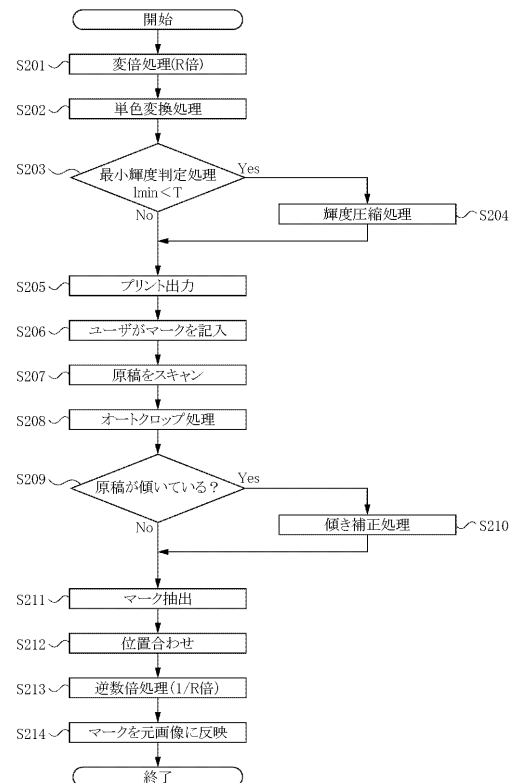 開始
S201 変倍処理(R倍)
S202 単色変換処理
S203 最小輝度判定処理 Yes
Imin<T
No
輝度圧縮処理 S204
S205 プリント出力
S206 ユーザがマークを記入
S207 原稿をスキャン
S208 オートクロップ処理
S209 原稿が傾いている? Yes
No
傾き補正処理 S210
S211 マーク抽出
S212 位置合わせ
S213 逆数倍処理(1/R倍)
S214 マークを元画像に反映
終了